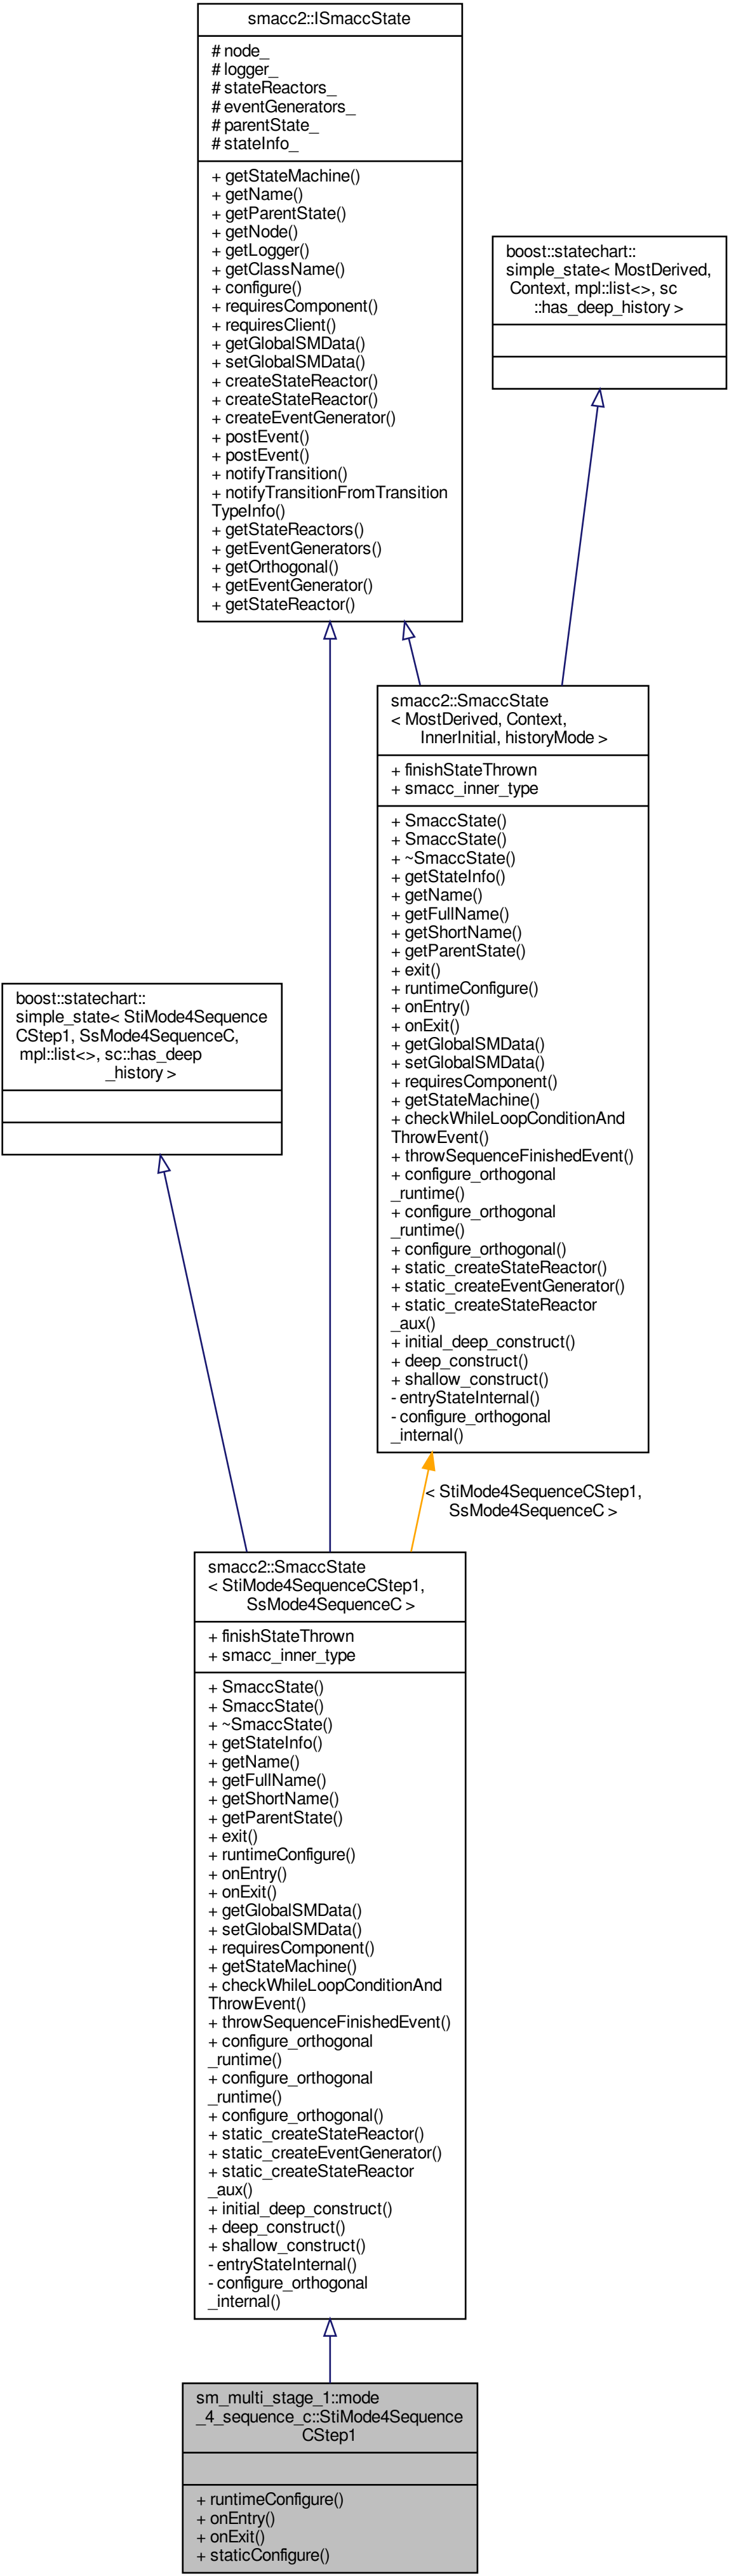 smacc2::ISmaccState
# node_
# logger_
# stateReactors_
# eventGenerators_
# parentState_
# stateInfo_
+ getStateMachine()
+ getName()
+ getParentState()
+ getNode()
+ getLogger()
+ getClassName()
+ configure()
+ requiresComponent()
+ requiresClient()
+ getGlobalSMData()
+ setGlobalSMData()
+ createStateReactor()
+ createStateReactor()
+ createEventGenerator()
+ postEvent()
+ postEvent()
+ notifyTransition()
+ notifyTransitionFromTransition
TypeInfo()
+ getStateReactors()
+ getEventGenerators()
+ getOrthogonal()
+ getEventGenerator()
+ getStateReactor()
boost::statechart::
simple_state< MostDerived,
Context, mpl::list<>, sc
::has_deep_history >
smacc2::SmaccState
< MostDerived, Context,
InnerInitial, historyMode >
+ finishStateThrown
+ smacc_inner_type
+ SmaccState()
+ SmaccState()
+ ~SmaccState()
+ getStateInfo()
+ getName()
+ getFullName()
+ getShortName()
+ getParentState()
+ exit()
+ runtimeConfigure()
+ onEntry()
+ onExit()
+ getGlobalSMData()
+ setGlobalSMData()
+ requiresComponent()
+ getStateMachine()
+ checkWhileLoopConditionAnd
ThrowEvent()
+ throwSequenceFinishedEvent()
+ configure_orthogonal
_runtime()
+ configure_orthogonal
_runtime()
+ configure_orthogonal()
+ static_createStateReactor()
+ static_createEventGenerator()
+ static_createStateReactor
_aux()
+ initial_deep_construct()
+ deep_construct()
+ shallow_construct()
- entryStateInternal()
- configure_orthogonal
_internal()
boost::statechart::
simple_state< StiMode4Sequence
CStep1, SsMode4SequenceC,
mpl::list<>, sc::has_deep
_history >
< StiMode4SequenceCStep1,
SsMode4SequenceC >
smacc2::SmaccState
< StiMode4SequenceCStep1,
SsMode4SequenceC >
+ finishStateThrown
+ smacc_inner_type
+ SmaccState()
+ SmaccState()
+ ~SmaccState()
+ getStateInfo()
+ getName()
+ getFullName()
+ getShortName()
+ getParentState()
+ exit()
+ runtimeConfigure()
+ onEntry()
+ onExit()
+ getGlobalSMData()
+ setGlobalSMData()
+ requiresComponent()
+ getStateMachine()
+ checkWhileLoopConditionAnd
ThrowEvent()
+ throwSequenceFinishedEvent()
+ configure_orthogonal
_runtime()
+ configure_orthogonal
_runtime()
+ configure_orthogonal()
+ static_createStateReactor()
+ static_createEventGenerator()
+ static_createStateReactor
_aux()
+ initial_deep_construct()
+ deep_construct()
+ shallow_construct()
- entryStateInternal()
- configure_orthogonal
_internal()
sm_multi_stage_1::mode
_4_sequence_c::StiMode4Sequence
CStep1
+ runtimeConfigure()
+ onEntry()
+ onExit()
+ staticConfigure()